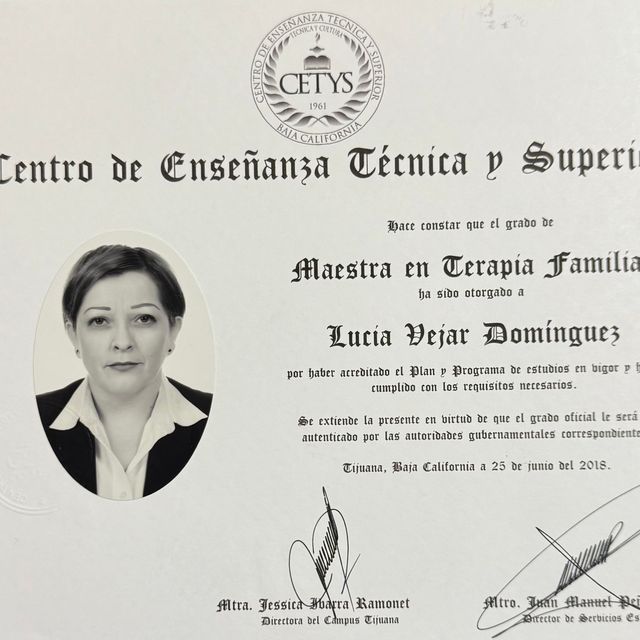 CENTRO DE ENSEÑANZA TÉCNICA Y SUPERIOR
TÉCNICA Y CULTURA
CETYS
1961
BAJA CALIFORNIA
Centro de Enseñanza Técnica y Superio
Hace constar que el grado de
Maestra en Terapia Familia
ha sido otorgado a
Lucia Vejar Domínguez
por haber acreditado el Plan y Programa de estudios en vigor y h
cumplido con los requisitos necesarios.
Se extiende la presente en virtud de que el grado oficial le será
autenticado por las autoridades gubernamentales correspondiente
Tijuana, Baja California a 25 de junio del 2018.
Mtra. Jessica Ibarra Ramonet
Directora del Campus Tijuana
Mtro. Juan Manuel Peñ
Director de Servicios Es